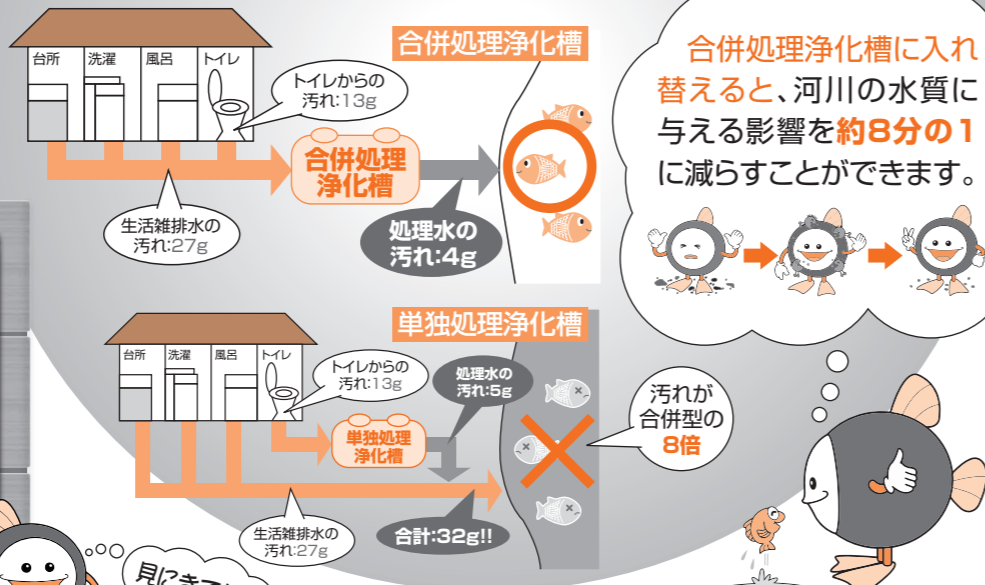 合併処理浄化槽
台所
洗濯
風呂
トイレ
トイレからの
汚れ:13g
合併処理
浄化槽
生活雑排水の
汚れ:27g
処理水の
汚れ:4g
合併処理浄化槽に入れ
替えると、河川の水質に
与える影響を約8分の1
に減らすことができます。
単独処理浄化槽
台所
洗濯
風呂
トイレ
トイレからの
汚れ:13g
処理水の
汚れ:5g
単独処理
浄化槽
汚れが
合併型の
8倍
生活雑排水の
汚れ:27g
合計:32g!!
見にきて